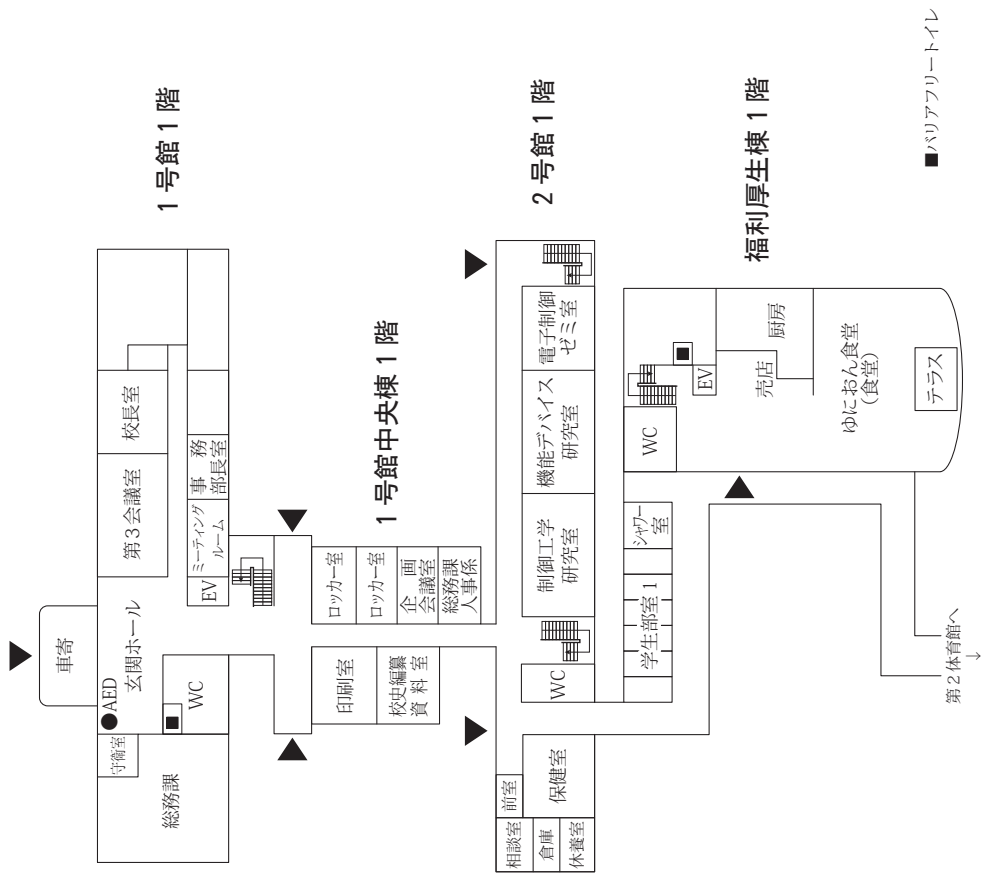 1号館1階
車寄
●AED
玄関ホール
守衛室
総務課
WC
第3会議室
校長室
EV
ミーティング
ルーム
事務
部長室
1号館中央棟1階
ロッカー室
ロッカー室
企画
会議室
総務課
人事係
印刷室
校史編纂
資料室
2号館1階
相談室
倉庫
休養室
前室
保健室
WC
制御工学
研究室
機能デバイス
研究室
電子制御
ゼミ室
福利厚生棟1階
学生部室1
シャワー
室
WC
EV
売店
厨房
ゆにおん食堂
(食堂)
テラス
第2体育館へ
→
■バリアフリートイレ